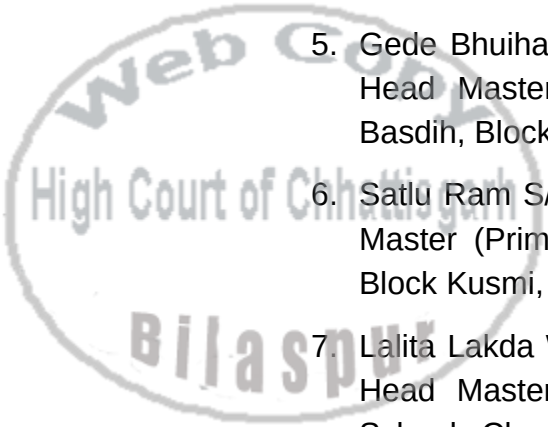 Web Copy
5. Gede Bhuiha
Head Master
Basdih, Block
High Court of Chhattisgarh
6. Satlu Ram S/
Master (Prim
Block Kusmi,
Bilaspur
7. Lalita Lakda
Head Master